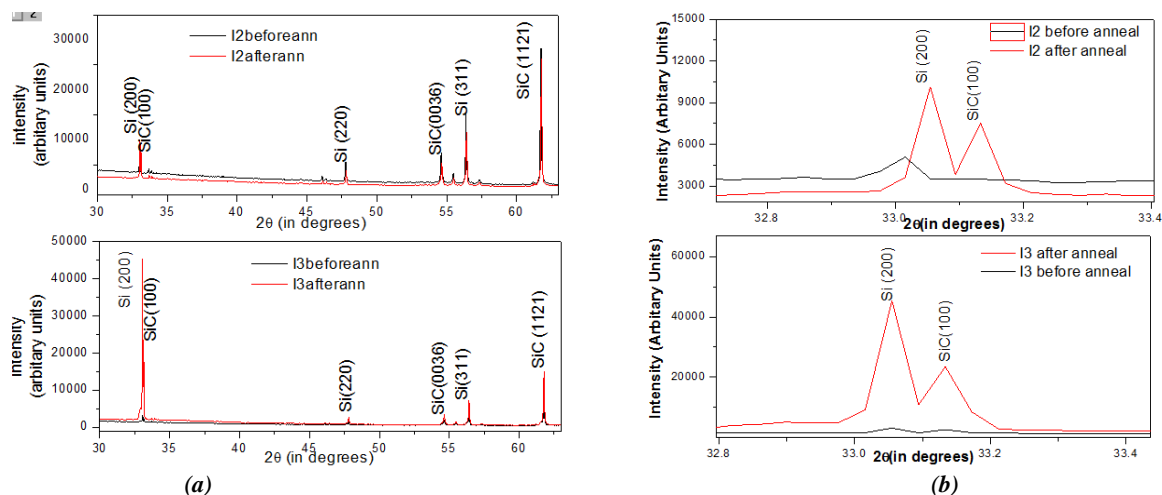 2
30000
20000
10000
0
intensity
(arbitary units)
I2beforeann
I2afterann
Si (200)
SiC(100)
Si (220)
SiC(0036)
Si (311)
SiC (1121)
30 35 40 45 50 55 60
2θ (in degrees)
50000
40000
30000
20000
10000
0
(arbitary units)
I3beforeann
I3afterann
Si (200)
SiC(100)
Si(220)
SiC(0036)
Si(311)
SiC (1121)
30 35 40 45 50 55 60
2θ (in degrees)
(a)
15000
12000
9000
6000
3000
Intensity (Arbitary Units)
I2 before anneal
I2 after anneal
Si (200)
SiC(100)
32.8 33.0 33.2 33.4
2θ(in degrees)
60000
40000
20000
Intensity (Arbitary Units)
I3 after anneal
I3 before anneal
Si (200)
SiC(100)
32.8 33.0 33.2 33.4
2θ(in degrees)
(b)